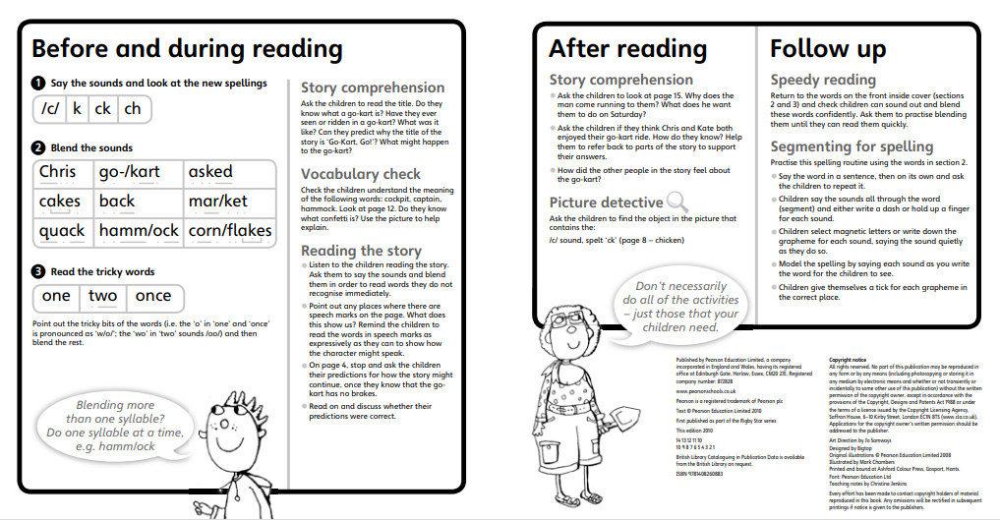 Before and during reading
1 Say the sounds and look at the new spellings
/c/ k ck ch
2 Blend the sounds
Chris go-/kart asked
cakes back mar/ket
quack hamm/ock corn/flakes
3 Read the tricky words
one two once
Point out the tricky bits of the words (i.e. the 'o' in 'one' and 'once'
is pronounced as 'w/o/'; the 'wo' in 'two' sounds /oo/) and then
blend the rest.
Blending more
than one syllable?
Do one syllable at a time,
e.g. hamm/ock
Story comprehension
Ask the children to read the title. Do they
know what a go-kart is? Have they ever
seen or ridden in a go-kart? What was it
like? Can they predict why the title of the
story is 'Go-Kart, Go!'? What might happen
to the go-kart?
Vocabulary check
Check the children understand the meaning
of the following words: cockpit, captain,
hammock. Look at page 12. Do they know
what confetti is? Use the picture to help
explain.
Reading the story
Listen to the children reading the story.
Ask them to say the sounds and blend
them in order to read words they do not
recognise immediately.
Point out any places where there are
speech marks on the page. What does
this show us? Remind the children to
read the words in speech marks as
expressively as they can to show how
the character might speak.
On page 4, stop and ask the children
their predictions for how the story might
continue, once they know that the go-
kart has no brakes.
Read on and discuss whether their
predictions were correct.
After reading
Story comprehension
Ask the children to look at page 15. Why does the
man come running to them? What does he want
them to do on Saturday?
Ask the children if they think Chris and Kate both
enjoyed their go-kart ride. How do they know? Help
them to refer back to parts of the story to support
their answers.
How did the other people in the story feel about
the go-kart?
Picture detective
Ask the children to find the object in the picture that
contains the:
/c/ sound, spelt 'ck' (page 8 – chicken)
Don't necessarily
do all of the activities
– just those that your
children need.
Follow up
Speedy reading
Return to the words on the front inside cover (sections
2 and 3) and check children can sound out and blend
these words confidently. Ask them to practise blending
them until they can read them quickly.
Segmenting for spelling
Practise this spelling routine using the words in section 2.
Say the word in a sentence, then on its own and ask
the children to repeat it.
Children say the sounds all through the word
(segment) and either write a dash or hold up a finger
for each sound.
Children select magnetic letters or write down the
grapheme for each sound, saying the sound quietly
as they do so.
Model the spelling by saying each sound as you write
the word for the children to see.
Children give themselves a tick for each grapheme in
the correct place.
Published by Pearson Education Limited, a company
incorporated in England and Wales, having its registered
office at Edinburgh Gate, Harlow, Essex, CM20 2JE. Registered
company number: 872828
www.pearsonschools.co.uk
Pearson is a registered trademark of Pearson plc
Text © Pearson Education Limited 2010
First published as part of the Rigby Star series
This edition 2010
14 13 12 11 10
10 9 8 7 6 5 4 3 2 1
British Library Cataloguing in Publication Data is available
from the British Library on request.
ISBN 9781408260883
Copyright notice
All rights reserved. No part of this publication may be reproduced in
any form or by any means (including photocopying or storing it in
any medium by electronic means and whether or not transiently or
incidentally to some other use of this publication) without the written
permission of the copyright owner, except in accordance with the
provisions of the Copyright, Designs and Patents Act 1988 or under
the terms of a licence issued by the Copyright Licensing Agency,
Saffron House, 6–10 Kirby Street, London EC1N 8TS (www.cla.co.uk).
Applications for the copyright owner's written permission should be
addressed to the publisher.
Art Direction by Jo Samways
Designed by Bigtop
Original illustrations © Pearson Education Limited 2008
Illustrated by Mark Chambers
Printed and bound at Ashford Colour Press, Gosport, Hants.
Font: Pearson Education Ltd
Teaching notes by Christine Jenkins
Every effort has been made to contact copyright holders of material
reproduced in this book. Any omissions will be rectified in subsequent
printings if notice is given to the publishers.